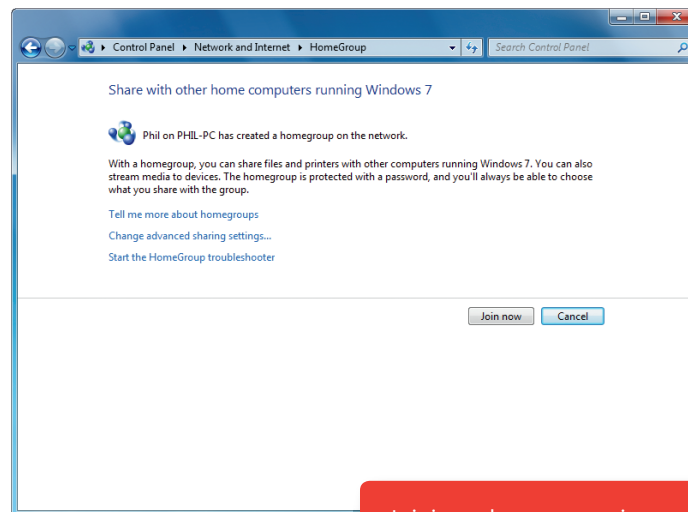 Control Panel ▸ Network and Internet ▸ HomeGroup
Search Control Panel
Share with other home computers running Windows 7
Phil on PHIL-PC has created a homegroup on the network.
With a homegroup, you can share files and printers with other computers running Windows 7. You can also
stream media to devices. The homegroup is protected with a password, and you'll always be able to choose
what you share with the group.
Tell me more about homegroups
Change advanced sharing settings...
Start the HomeGroup troubleshooter
Join now
Cancel